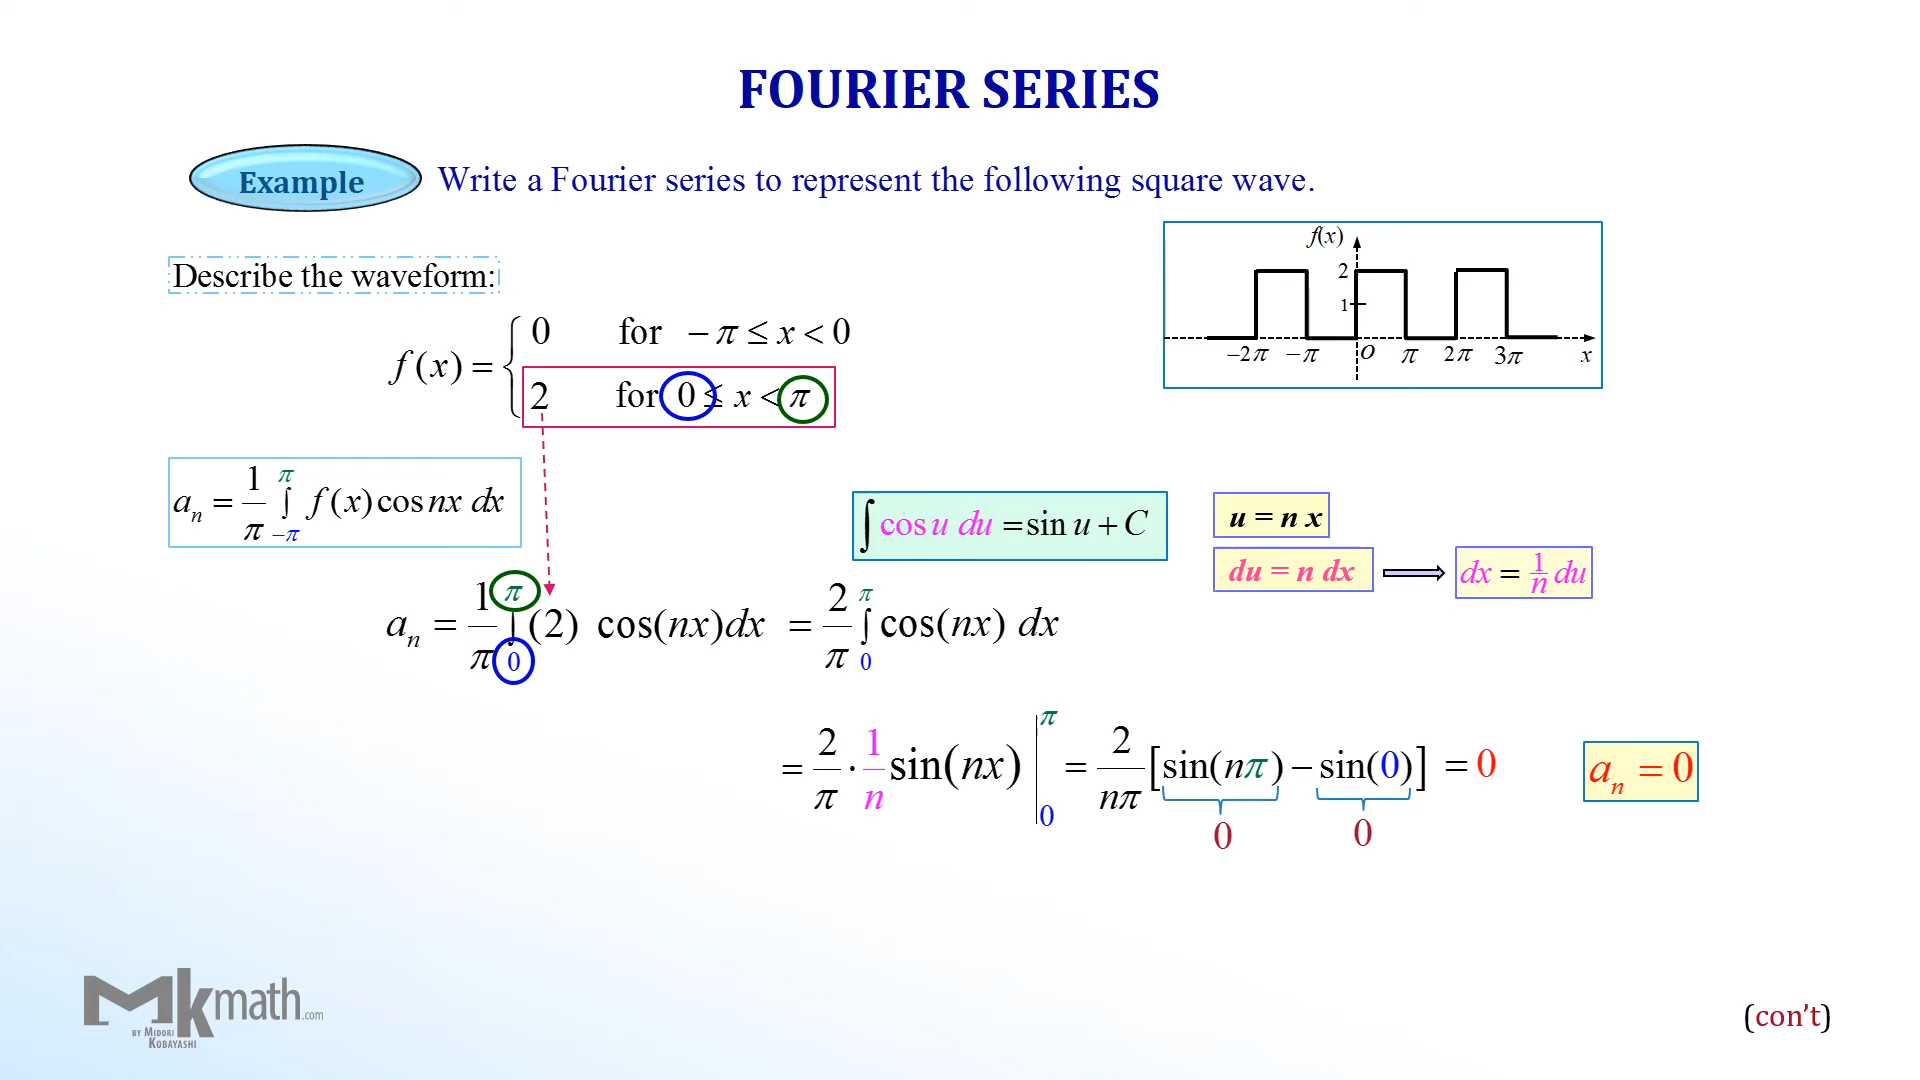 FOURIER SERIES
Example Write a Fourier series to represent the following square wave.
f(x)
2
1
−2π −π O π 2π 3π x
Describe the waveform:
f(x) = { 0 for −π ≤ x < 0
2 for 0 ≤ x < π
aₙ = 1/π ∫_{−π}^{π} f(x) cos nx dx
∫ cos u du = sin u + C
u = n x
du = n dx
dx = 1/n du
aₙ = 1/π ∫_0^π (2) cos(nx)dx = 2/π ∫_0^π cos(nx) dx
= 2/π · 1/n sin(nx) |_0^π = 2/nπ [sin(nπ) − sin(0)] = 0
0 0
aₙ = 0
Mkmath.com
BY MIDORI
KOBAYASHI
(con't)